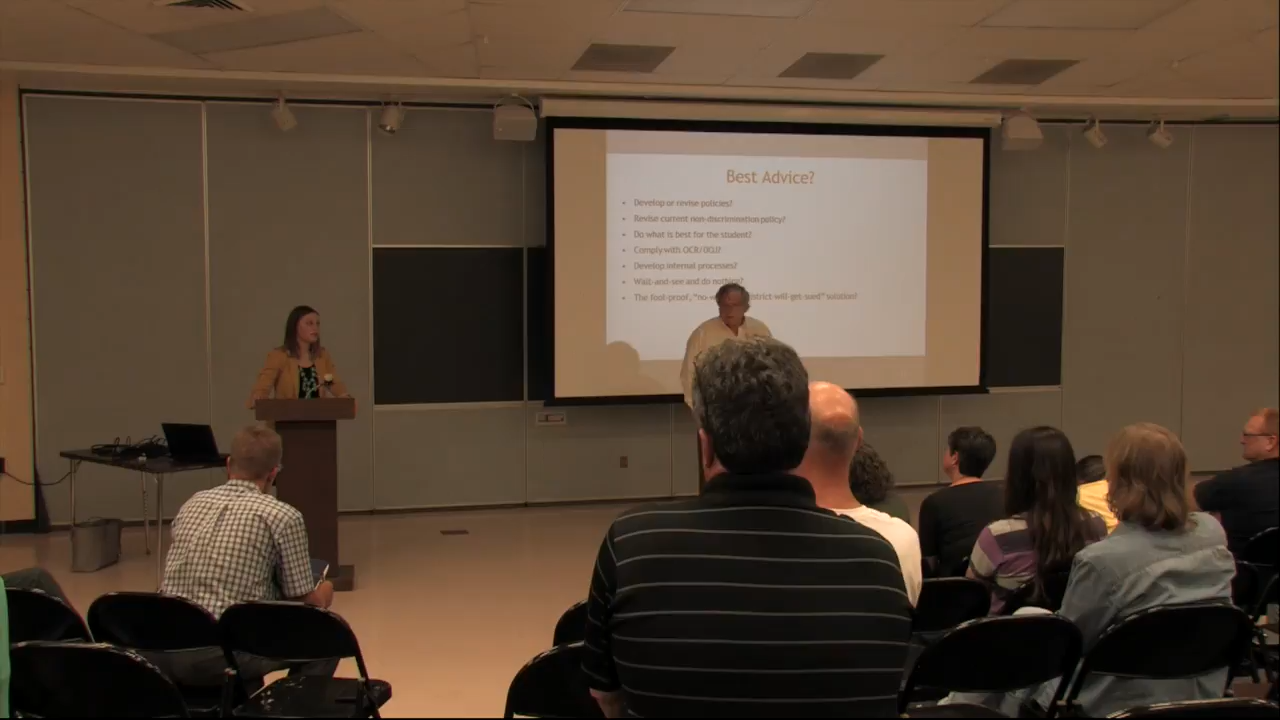 Best Advice?
• Develop or revise policies?
• Revise current non-discrimination policy?
• Do what is best for the student?
• Comply with OCR/DOJ?
• Develop internal processes?
• Wait-and-see and do nothing?
• The fool-proof, "no-w strict-will-get-sued" solution?